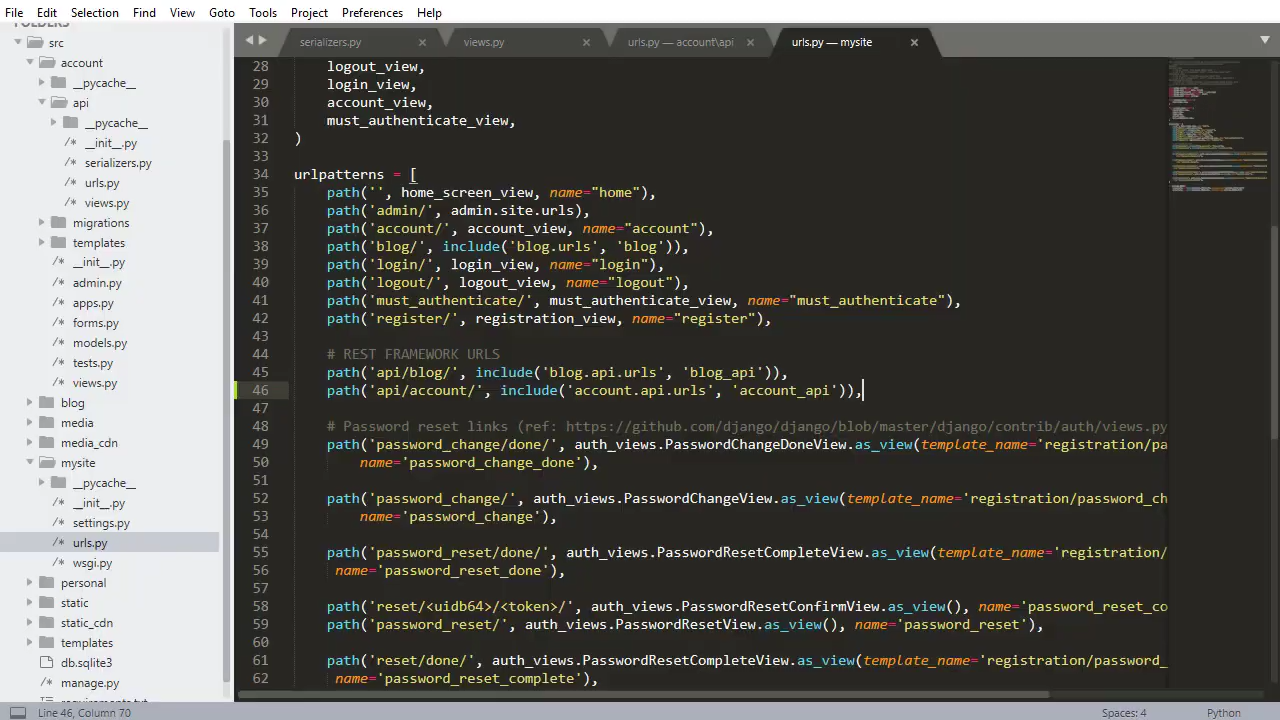 File Edit Selection Find View Goto Tools Project Preferences Help
FOLDERS
src
account
__pycache__
api
__pycache__
__init__.py
serializers.py
urls.py
views.py
migrations
templates
__init__.py
admin.py
apps.py
forms.py
models.py
tests.py
views.py
blog
media
media_cdn
mysite
__pycache__
__init__.py
settings.py
urls.py
wsgi.py
personal
static
static_cdn
templates
db.sqlite3
manage.py
requirements.txt
serializers.py × views.py × urls.py — account\api × urls.py — mysite ×
28 logout_view,
29 login_view,
30 account_view,
31 must_authenticate_view,
32 )
33
34 urlpatterns = [
35 path('', home_screen_view, name="home"),
36 path('admin/', admin.site.urls),
37 path('account/', account_view, name="account"),
38 path('blog/', include('blog.urls', 'blog')),
39 path('login/', login_view, name="login"),
40 path('logout/', logout_view, name="logout"),
41 path('must_authenticate/', must_authenticate_view, name="must_authenticate"),
42 path('register/', registration_view, name="register"),
43
44 # REST FRAMEWORK URLS
45 path('api/blog/', include('blog.api.urls', 'blog_api')),
46 path('api/account/', include('account.api.urls', 'account_api')),
47
48 # Password reset links (ref: https://github.com/django/django/blob/master/django/contrib/auth/views.py
49 path('password_change/done/', auth_views.PasswordChangeDoneView.as_view(template_name='registration/pa
50 name='password_change_done'),
51
52 path('password_change/', auth_views.PasswordChangeView.as_view(template_name='registration/password_ch
53 name='password_change'),
54
55 path('password_reset/done/', auth_views.PasswordResetCompleteView.as_view(template_name='registration/
56 name='password_reset_done'),
57
58 path('reset/<uidb64>/<token>/', auth_views.PasswordResetConfirmView.as_view(), name='password_reset_co
59 path('password_reset/', auth_views.PasswordResetView.as_view(), name='password_reset'),
60
61 path('reset/done/', auth_views.PasswordResetCompleteView.as_view(template_name='registration/password_
62 name='password_reset_complete'),
Line 46, Column 70 Spaces: 4 Python